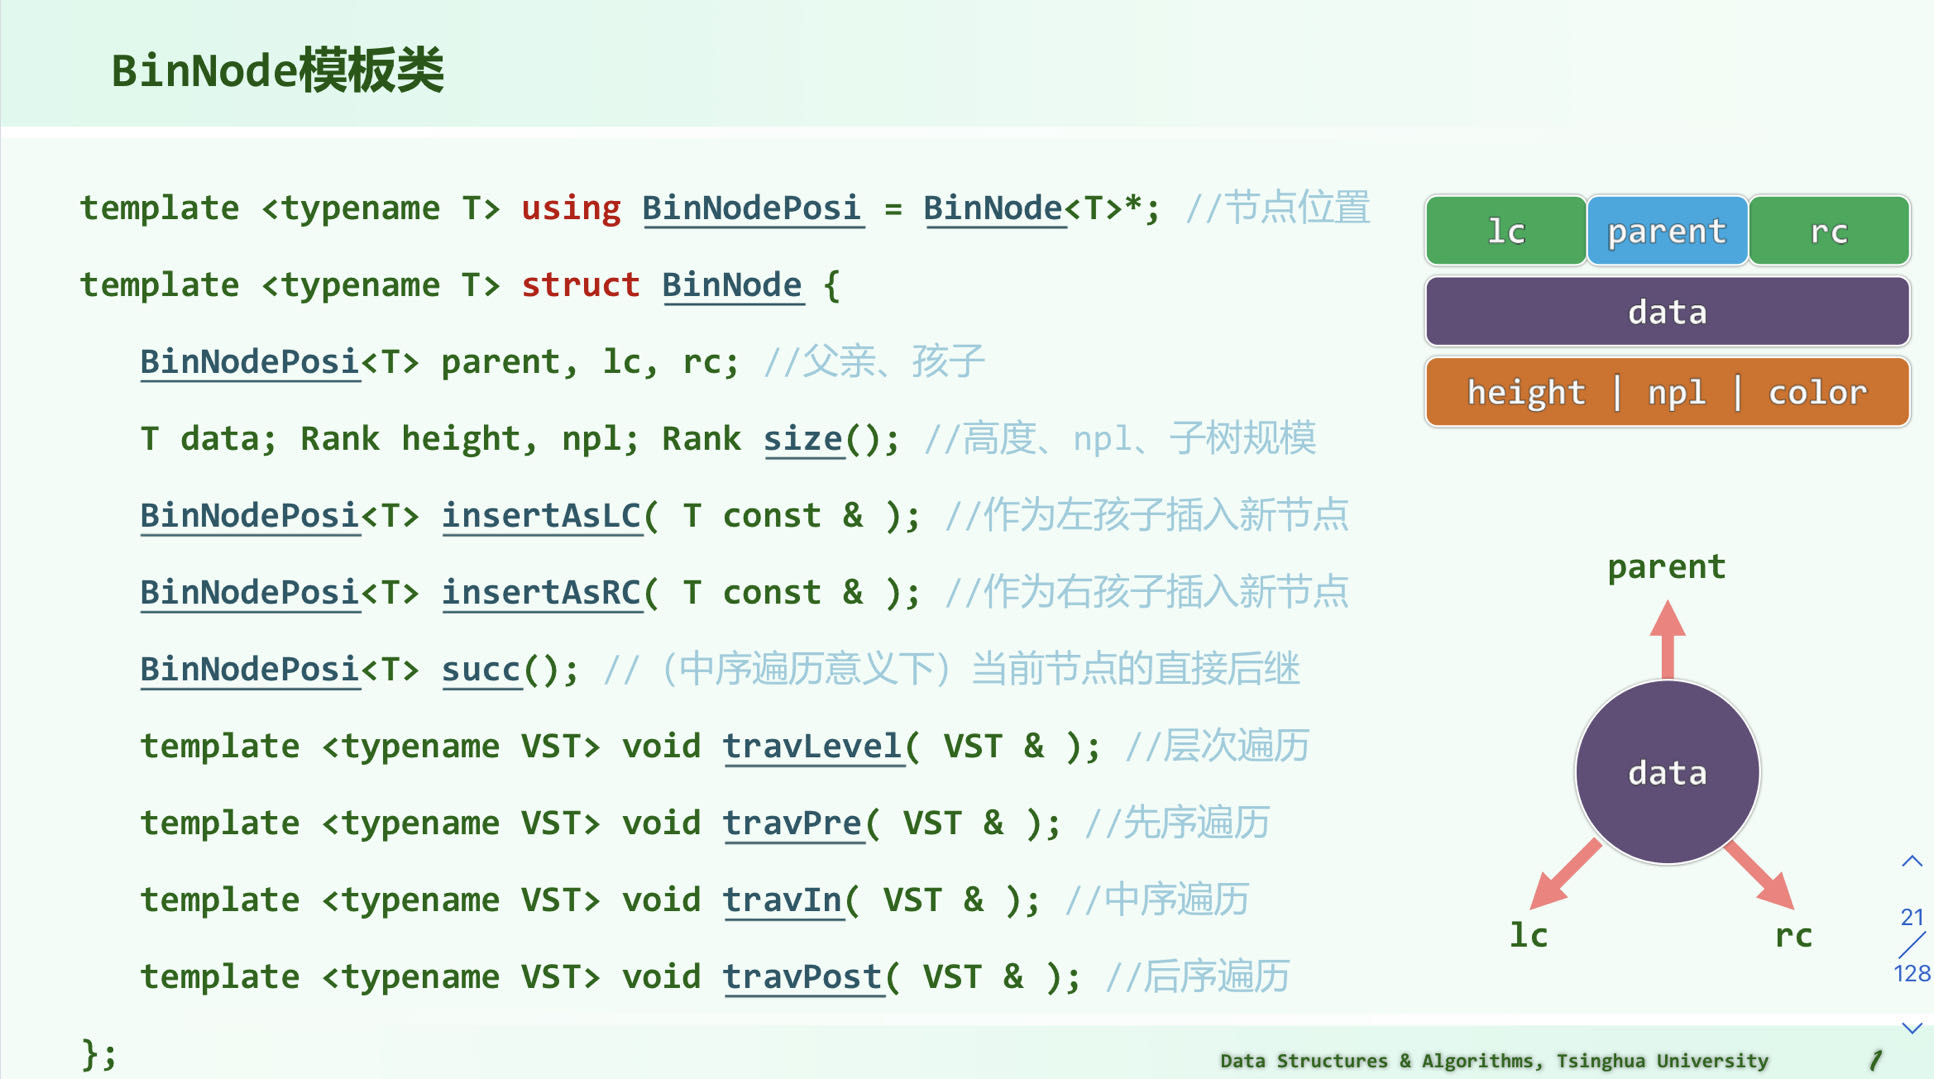 BinNode模板类
template <typename T> using BinNodePosi = BinNode<T>*; //节点位置
template <typename T> struct BinNode {
BinNodePosi<T> parent, lc, rc; //父亲、孩子
T data; Rank height, npl; Rank size(); //高度、npl、子树规模
BinNodePosi<T> insertAsLC( T const & ); //作为左孩子插入新节点
BinNodePosi<T> insertAsRC( T const & ); //作为右孩子插入新节点
BinNodePosi<T> succ(); //（中序遍历意义下）当前节点的直接后继
template <typename VST> void travLevel( VST & ); //层次遍历
template <typename VST> void travPre( VST & ); //先序遍历
template <typename VST> void travIn( VST & ); //中序遍历
template <typename VST> void travPost( VST & ); //后序遍历
};
lc parent rc
data
height | npl | color
parent
data
lc rc
21
128
Data Structures & Algorithms, Tsinghua University 1